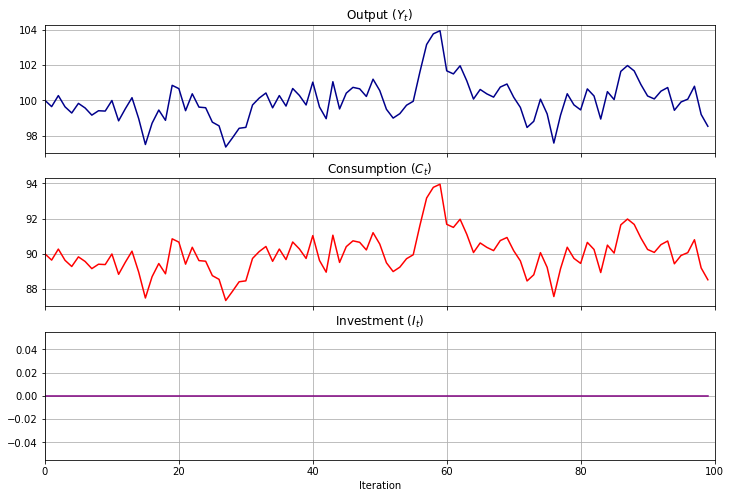 Output (Y_t)
104
102
100
98
Consumption (C_t)
94
92
90
88
Investment (I_t)
0.04
0.02
0.00
−0.02
−0.04
0 20 40 60 80 100
Iteration